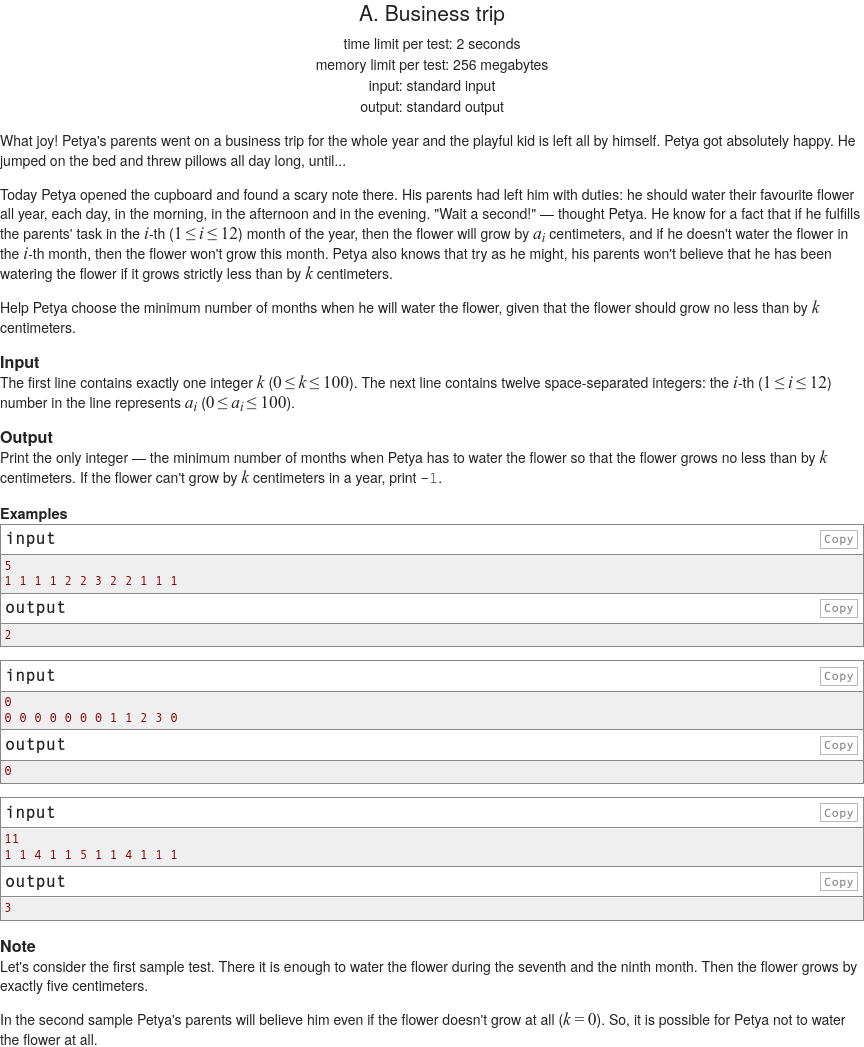 A. Business trip
time limit per test: 2 seconds
memory limit per test: 256 megabytes
input: standard input
output: standard output
What joy! Petya's parents went on a business trip for the whole year and the playful kid is left all by himself. Petya got absolutely happy. He
jumped on the bed and threw pillows all day long, until...
Today Petya opened the cupboard and found a scary note there. His parents had left him with duties: he should water their favourite flower
all year, each day, in the morning, in the afternoon and in the evening. "Wait a second!" — thought Petya. He know for a fact that if he fulfills
the parents' task in the i-th (1 ≤ i ≤ 12) month of the year, then the flower will grow by a_i centimeters, and if he doesn't water the flower in
the i-th month, then the flower won't grow this month. Petya also knows that try as he might, his parents won't believe that he has been
watering the flower if it grows strictly less than by k centimeters.
Help Petya choose the minimum number of months when he will water the flower, given that the flower should grow no less than by k
centimeters.
Input
The first line contains exactly one integer k (0 ≤ k ≤ 100). The next line contains twelve space-separated integers: the i-th (1 ≤ i ≤ 12)
number in the line represents a_i (0 ≤ a_i ≤ 100).
Output
Print the only integer — the minimum number of months when Petya has to water the flower so that the flower grows no less than by k
centimeters. If the flower can't grow by k centimeters in a year, print -1.
Examples
input Copy
5
1 1 1 1 2 2 3 2 2 1 1 1
output Copy
2
input Copy
0
0 0 0 0 0 0 0 1 1 2 3 0
output Copy
0
input Copy
11
1 1 4 1 1 5 1 1 4 1 1 1
output Copy
3
Note
Let's consider the first sample test. There it is enough to water the flower during the seventh and the ninth month. Then the flower grows by
exactly five centimeters.
In the second sample Petya's parents will believe him even if the flower doesn't grow at all (k = 0). So, it is possible for Petya not to water
the flower at all.